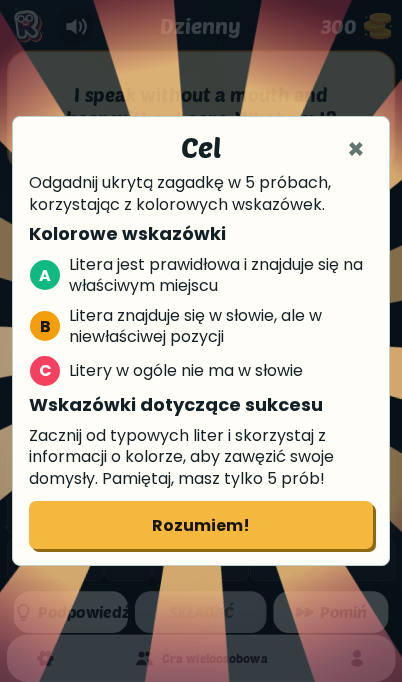 Dzienny
300
I speak without a mouth and
Cel
Odgadnij ukrytą zagadkę w 5 próbach,
korzystając z kolorowych wskazówek.
Kolorowe wskazówki
A
Litera jest prawidłowa i znajduje się na
właściwym miejscu
B
Litera znajduje się w słowie, ale w
niewłaściwej pozycji
C
Litery w ogóle nie ma w słowie
Wskazówki dotyczące sukcesu
Zacznij od typowych liter i skorzystaj z
informacji o kolorze, aby zawęzić swoje
domysły. Pamiętaj, masz tylko 5 prób!
Rozumiem!
Podpowiedź
SKŁADAĆ
Pomiń
Gra wieloosobowa